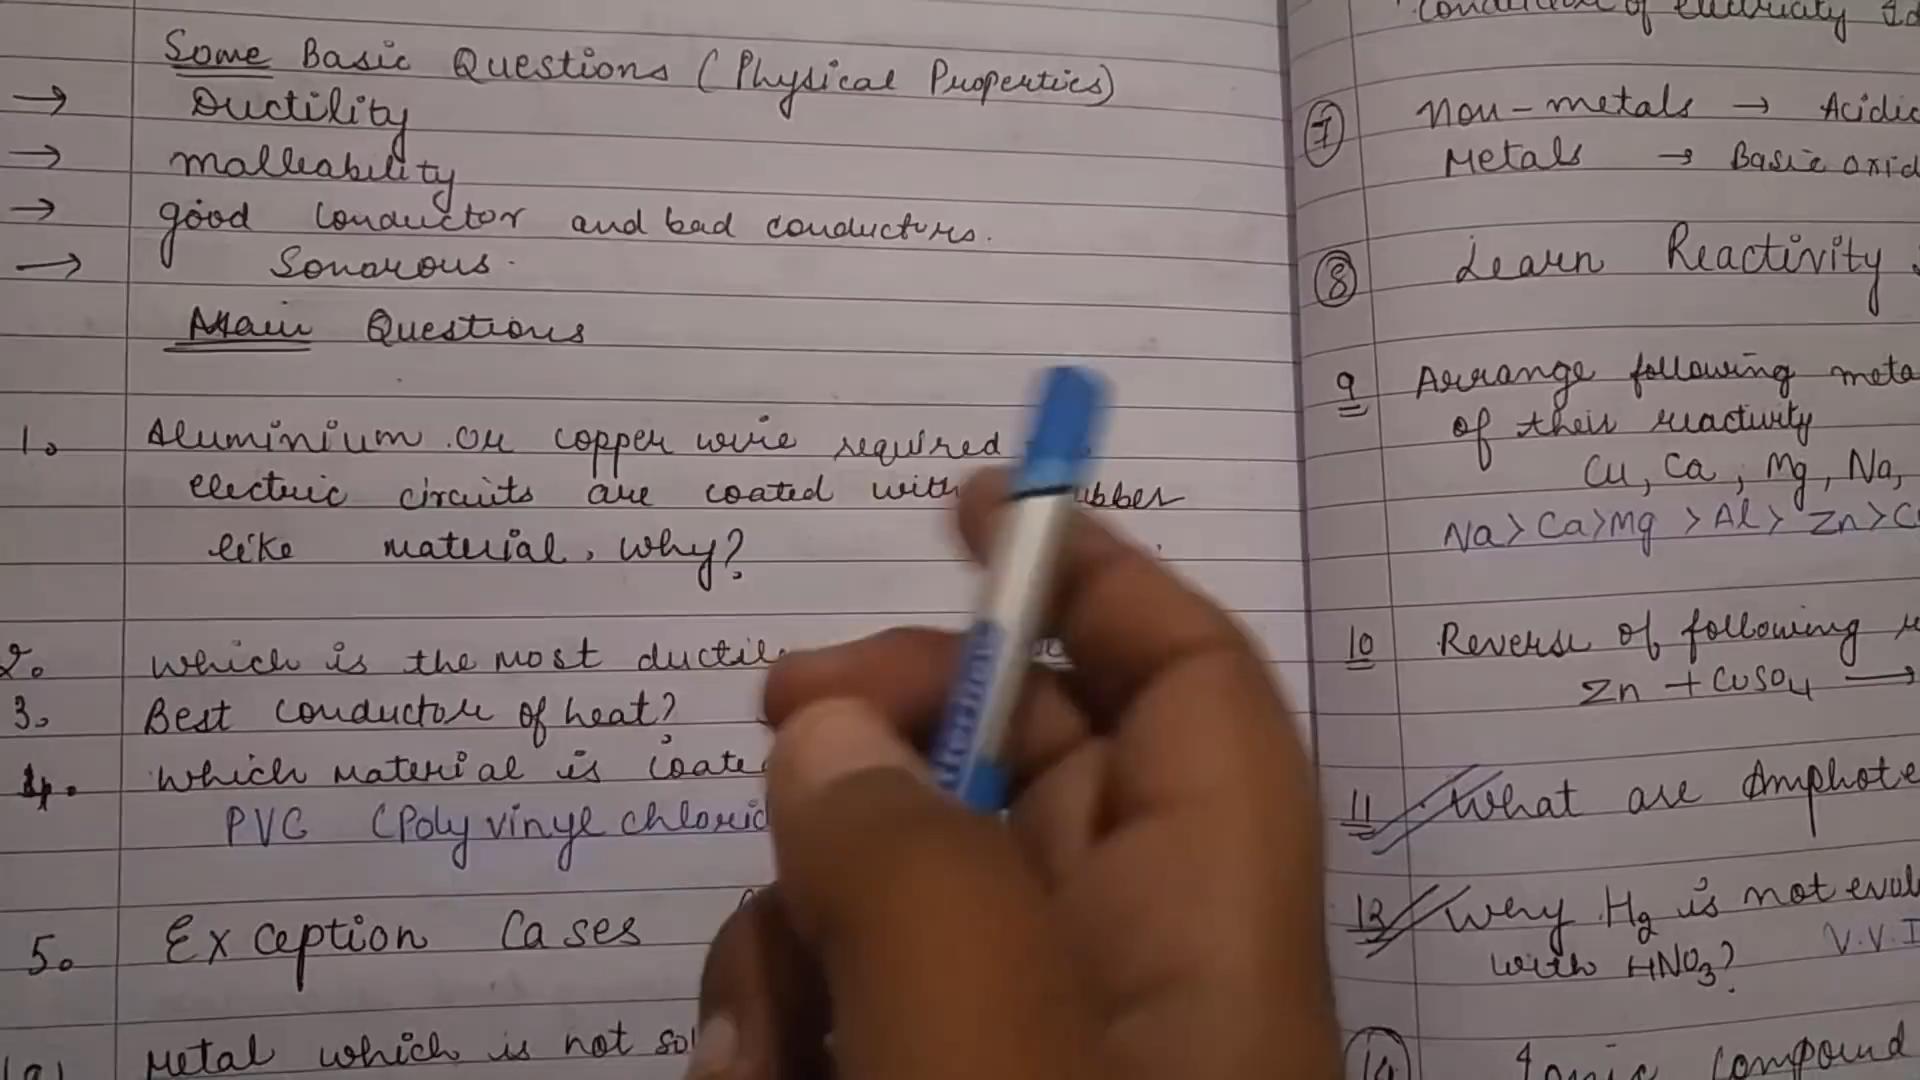 Some Basic Questions (Physical Properties)
→ Ductility
→ Malleability
→ good conductor and bad conductors.
→ Sonorous.
Main Questions
1. Aluminium or copper wire required
electric circuits are coated with
like material, why?
2. which is the most
3. Best conductor of heat?
4. which material is
PVC (Poly vinyl
5. Exception Cases
Metal which is not
of
7 Non-metals →
Metals → Basic
8 Learn Reactivity
9 Arrange following
of their reactivity
Cu, Ca, Mg, Na,
Na > Ca > Mg > Al > Zn >
10 Reverse of following
Zn + CuSO4 →
11 What are
13 Why Hg is not
with HNO3?
14 Ionic compound